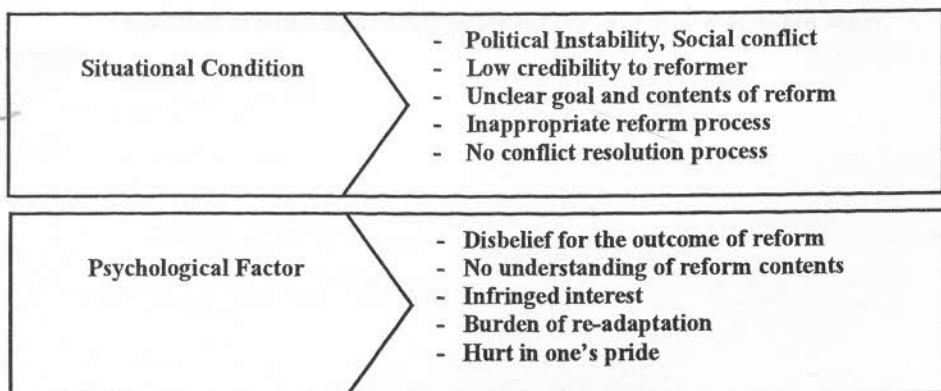 Situational Condition
- Political Instability, Social conflict
- Low credibility to reformer
- Unclear goal and contents of reform
- Inappropriate reform process
- No conflict resolution process
Psychological Factor
- Disbelief for the outcome of reform
- No understanding of reform contents
- Infringed interest
- Burden of re-adaptation
- Hurt in one's pride